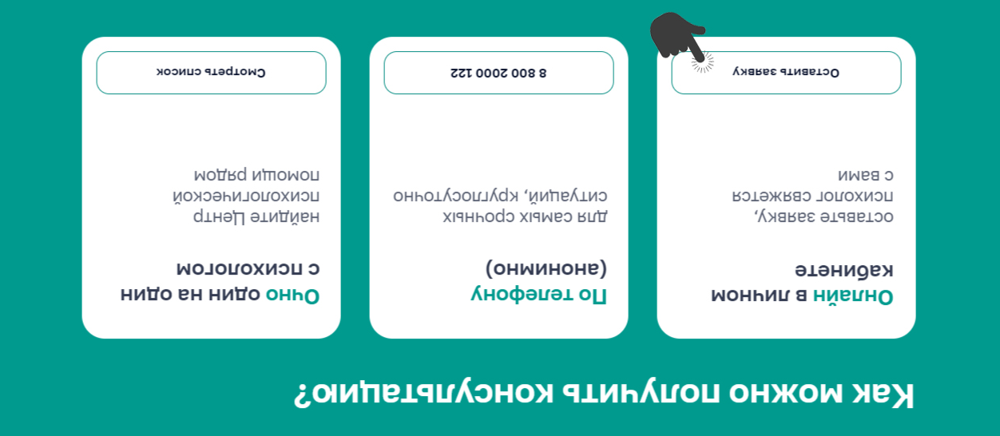 Как можно получить консультацию?
Онлайн в личном
кабинете
оставьте заявку,
психолог свяжется
с вами
Оставить заявку
По телефону
(анонимно)
для самых срочных
ситуаций, круглосуточно
8 800 2000 122
Очно один на один
с психологом
найдите Центр
психологической
помощи рядом
Смотреть список